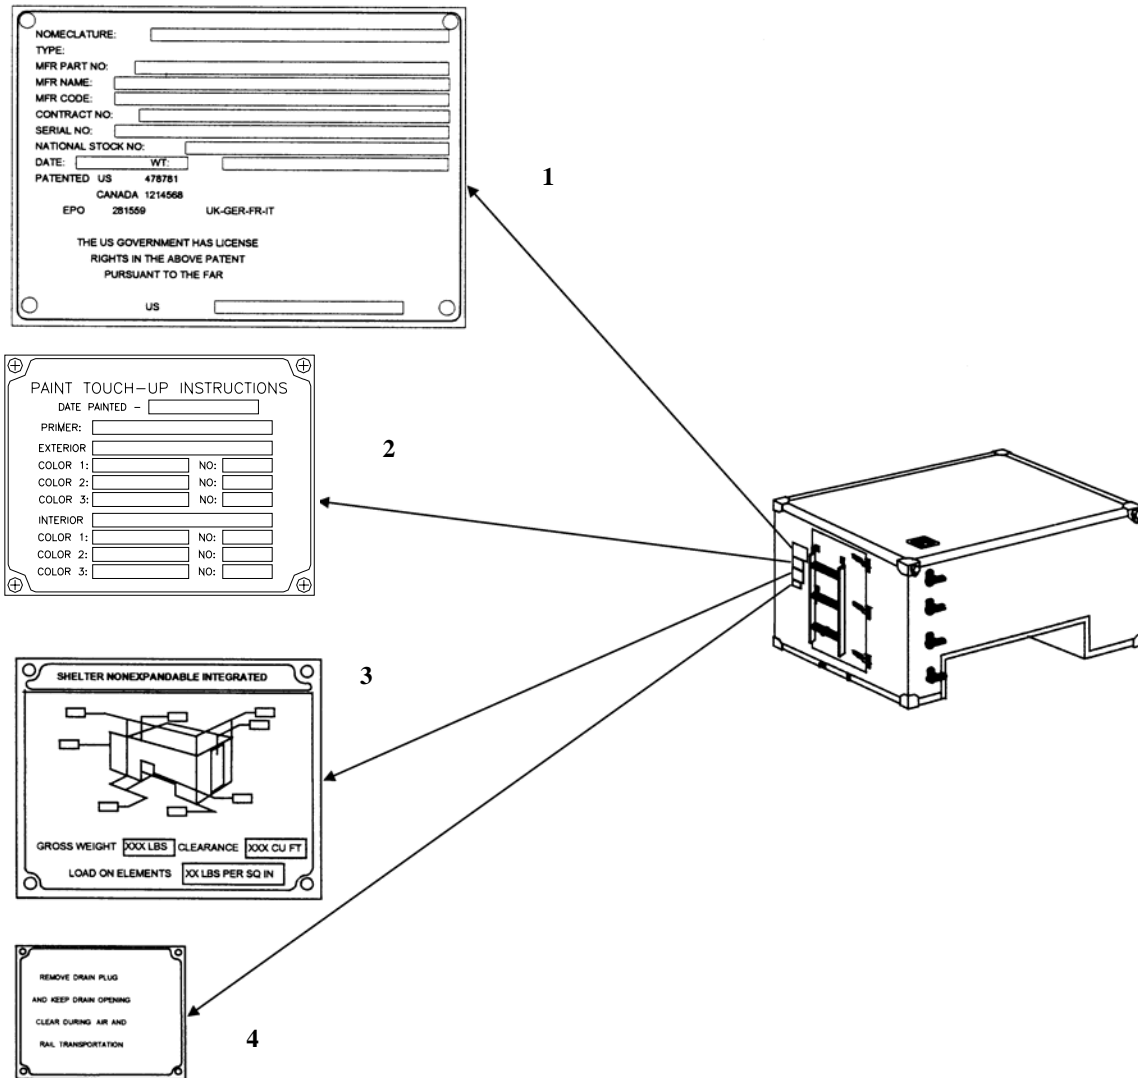 NOMECLATURE:
TYPE:
MFR PART NO:
MFR NAME:
MFR CODE:
CONTRACT NO:
SERIAL NO:
NATIONAL STOCK NO:
DATE: WT:
PATENTED US 478781
CANADA 1214568
EPO 281559 UK-GER-FR-IT
THE US GOVERNMENT HAS LICENSE
RIGHTS IN THE ABOVE PATENT
PURSUANT TO THE FAR
US
1
PAINT TOUCH-UP INSTRUCTIONS
DATE PAINTED -
PRIMER:
EXTERIOR
COLOR 1: NO:
COLOR 2: NO:
COLOR 3: NO:
INTERIOR
COLOR 1: NO:
COLOR 2: NO:
COLOR 3: NO:
2
SHELTER NONEXPANDABLE INTEGRATED
GROSS WEIGHT XXX LBS CLEARANCE XXX CU FT
LOAD ON ELEMENTS XX LBS PER SQ IN
3
REMOVE DRAIN PLUG
AND KEEP DRAIN OPENING
CLEAR DURING AIR AND
RAIL TRANSPORTATION
4